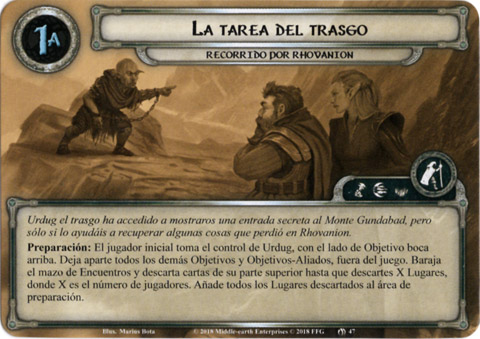 1A
La tarea del trasgo
Recorrido por Rhovanion
Urdug el trasgo ha accedido a mostraros una entrada secreta al Monte Gundabad, pero
sólo si lo ayudáis a recuperar algunas cosas que perdió en Rhovanion.
Preparación: El jugador inicial toma el control de Urdug, con el lado de Objetivo boca
arriba. Deja aparte todos los demás Objetivos y Objetivos-Aliados, fuera del juego. Baraja
el mazo de Encuentros y descarta cartas de su parte superior hasta que descartes X Lugares,
donde X es el número de jugadores. Añade todos los Lugares descartados al área de
preparación.
Illus. Marius Bota © 2018 Middle-earth Enterprises © 2018 FFG 47